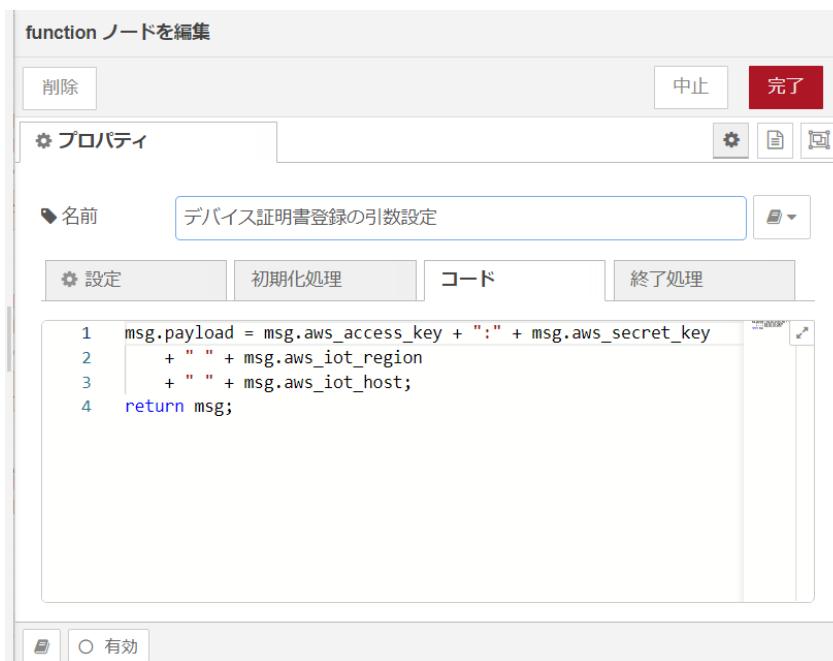 function ノードを編集
削除
中止
完了
プロパティ
名前
デバイス証明書登録の引数設定
設定
初期化処理
コード
終了処理
1 msg.payload = msg.aws_access_key + ":" + msg.aws_secret_key
2 + " " + msg.aws_iot_region
3 + " " + msg.aws_iot_host;
4 return msg;
有効